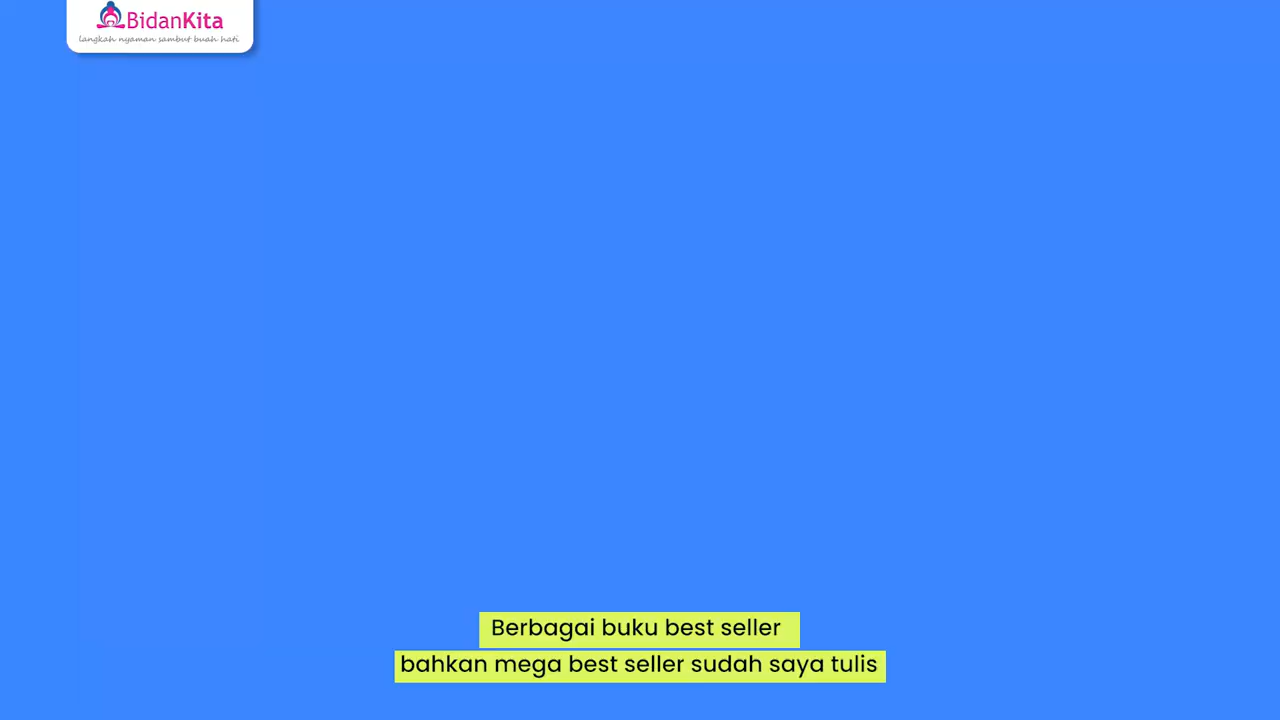 BidanKita
langkah nyaman sambut buah hati
Berbagai buku best seller
bahkan mega best seller sudah saya tulis